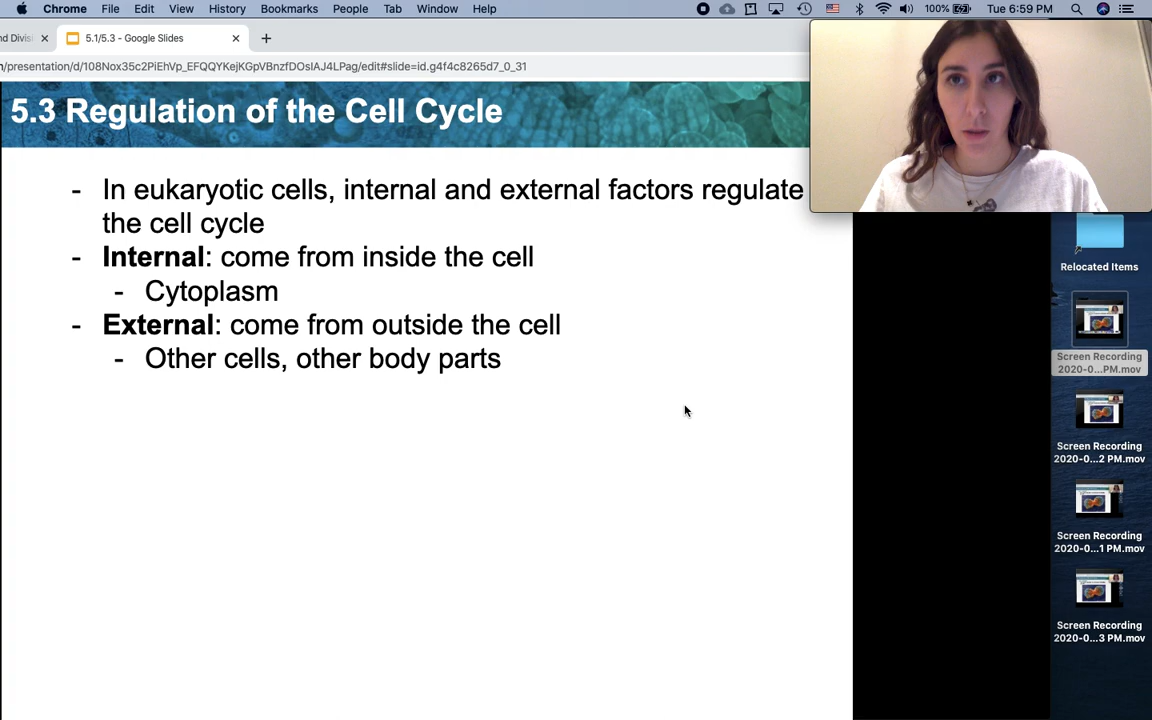 Chrome File Edit View History Bookmarks People Tab Window Help 100% Tue 6:59 PM
nd Divis 5.1/5.3 - Google Slides
/presentation/d/108Nox35c2PiEhVp_EFQQYKejKGpVBnzfDOsIAJ4LPag/edit#slide=id.g4f4c8265d7_0_31
5.3 Regulation of the Cell Cycle
- In eukaryotic cells, internal and external factors regulate
the cell cycle
- Internal: come from inside the cell
- Cytoplasm
- External: come from outside the cell
- Other cells, other body parts
Relocated Items
Screen Recording
2020-0...PM.mov
Screen Recording
2020-0...2 PM.mov
Screen Recording
2020-0...1 PM.mov
Screen Recording
2020-0...3 PM.mov